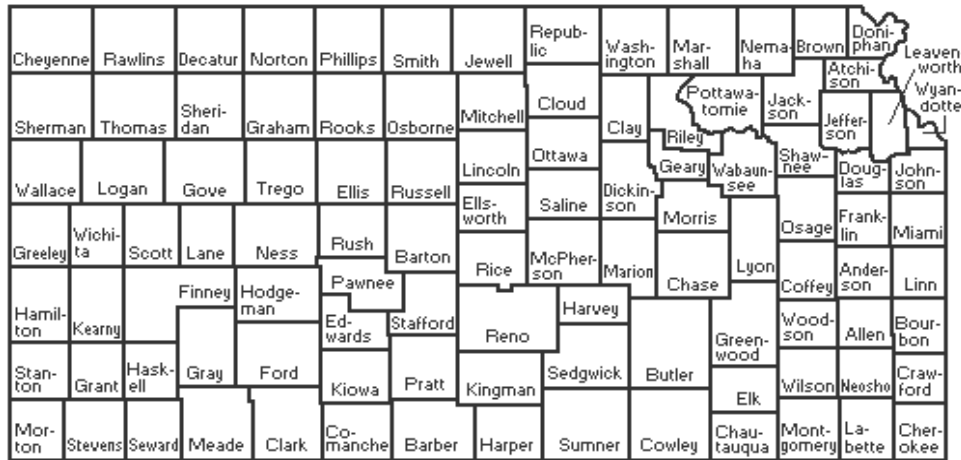 Cheyenne
Rawlins
Decatur
Norton
Phillips
Smith
Jewell
Repub-
lic
Wash-
ington
Mar-
shall
Nema-
ha
Brown
Doni-
phan
Leaven
worth
Atchi-
son
Wyan-
dotte
Sherman
Thomas
Sheri-
dan
Graham
Rooks
Osborne
Mitchell
Cloud
Clay
Riley
Pottawa-
tomie
Jack-
son
Jeffer-
son
Wallace
Logan
Gove
Trego
Ellis
Russell
Lincoln
Ottawa
Geary
Wabaun-
see
Shaw-
nee
Doug-
las
John-
son
Greeley
Wichi-
ta
Scott
Lane
Ness
Rush
Barton
Ells-
worth
Saline
Dickin-
son
Morris
Osage
Frank-
lin
Miami
Rice
McPher-
son
Marion
Chase
Lyon
Coffey
Ander-
son
Linn
Hamil-
ton
Kearny
Finney
Hodge-
man
Pawnee
Ed-
wards
Stafford
Reno
Harvey
Green-
wood
Wood-
son
Allen
Bour-
bon
Stan-
ton
Grant
Hask-
ell
Gray
Ford
Kiowa
Pratt
Kingman
Sedgwick
Butler
Elk
Wilson
Neosho
Craw-
ford
Mor-
ton
Stevens
Seward
Meade
Clark
Co-
manche
Barber
Harper
Sumner
Cowley
Chau-
tauqua
Mont-
gomery
La-
bette
Cher-
okee